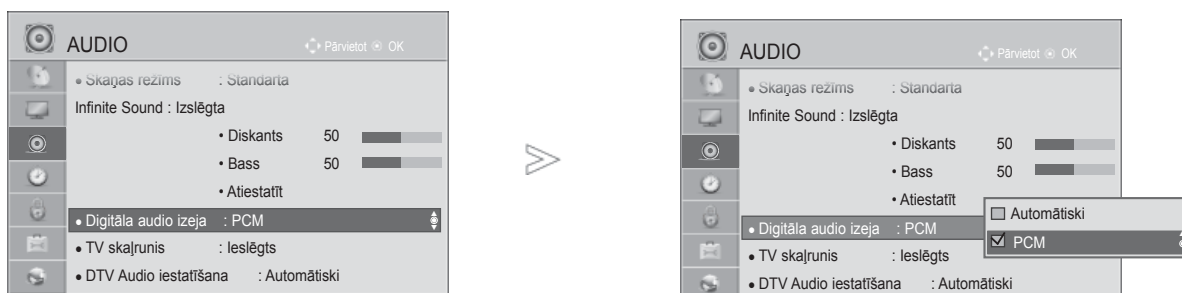 AUDIO
Pārvietot OK
• Skaņas režīms : Standarta
Infinite Sound : Izslēgta
• Diskants 50
• Bass 50
• Atiestatīt
• Digitāla audio izeja : PCM
• TV skaļrunis : Ieslēgts
• DTV Audio iestatīšana : Automātiski
AUDIO
Pārvietot OK
• Skaņas režīms : Standarta
Infinite Sound : Izslēgta
• Diskants 50
• Bass 50
• Atiestatīt
• Digitāla audio izeja : PCM
• TV skaļrunis : Ieslēgts
• DTV Audio iestatīšana : Automātiski
Automātiski
PCM